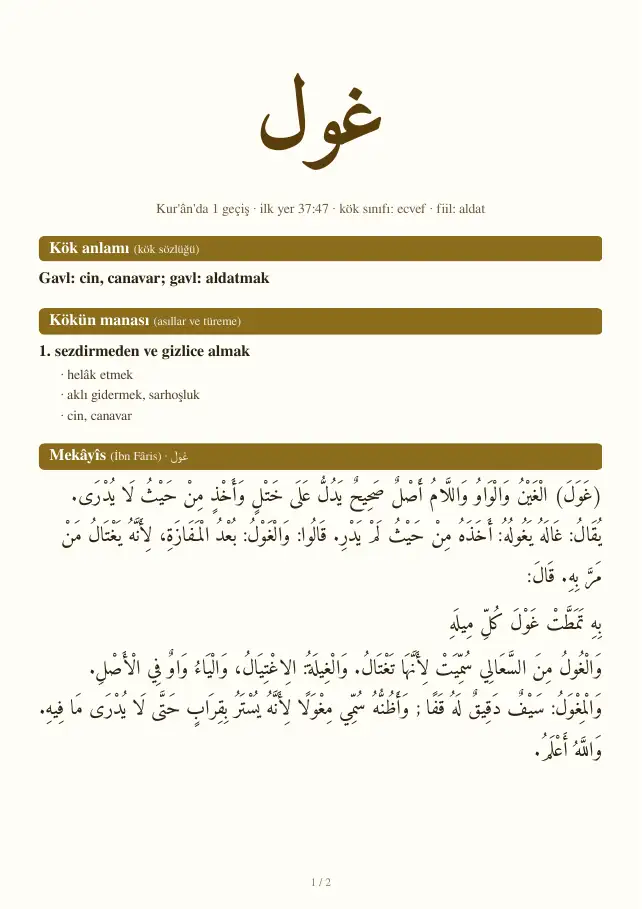 غول
Kur'ân'da 1 geçiş · ilk yer 37:47 · kök sınıfı: ecvef · fiil: aldat
Kök anlamı (kök sözlüğü)
Gavl: cin, canavar; gavl: aldatmak
Kökün manası (asıllar ve türeme)
1. sezdirmeden ve gizlice almak
· helâk etmek
· aklı gidermek, sarhoşluk
· cin, canavar
Mekâyîs (İbn Fâris) · غول
(غَوَلَ) الْغَيْنُ وَالْوَاوُ وَاللَّامُ أَصْلٌ صَحِيحٌ يَدُلُّ عَلَى خَتْلٍ وَأَخْذٍ مِنْ حَيْثُ لَا يُدْرَى.
يُقَالُ: غَالَهُ يَغُولُهُ: أَخَذَهُ مِنْ حَيْثُ لَمْ يَدْرِ. قَالُوا: وَالْغَوْلُ: بُعْدُ الْمَفَازَةِ، لِأَنَّهُ يَغْتَالُ مَنْ
مَرَّ بِهِ. قَالَ:
بِهِ تَمَطَّتْ غَوْلَ كُلِّ مِيلَهِ
وَالْغُولُ مِنَ السَّعَالِي سُمِّيَتْ لِأَنَّهَا تَغْتَالُ. وَالْغِيلَةُ: الِاغْتِيَالُ، وَالْيَاءُ وَاوٌ فِي الْأَصْلِ.
وَالْمِغْوَلُ: سَيْفٌ دَقِيقٌ لَهُ قَفًا ; وَأَظُنُّهُ سُمِّي مِغْوَلًا لِأَنَّهُ يُسْتَرُ بِقِرَابٍ حَتَّى لَا يُدْرَى مَا فِيهِ.
وَاللَّهُ أَعْلَمُ.
1 / 2